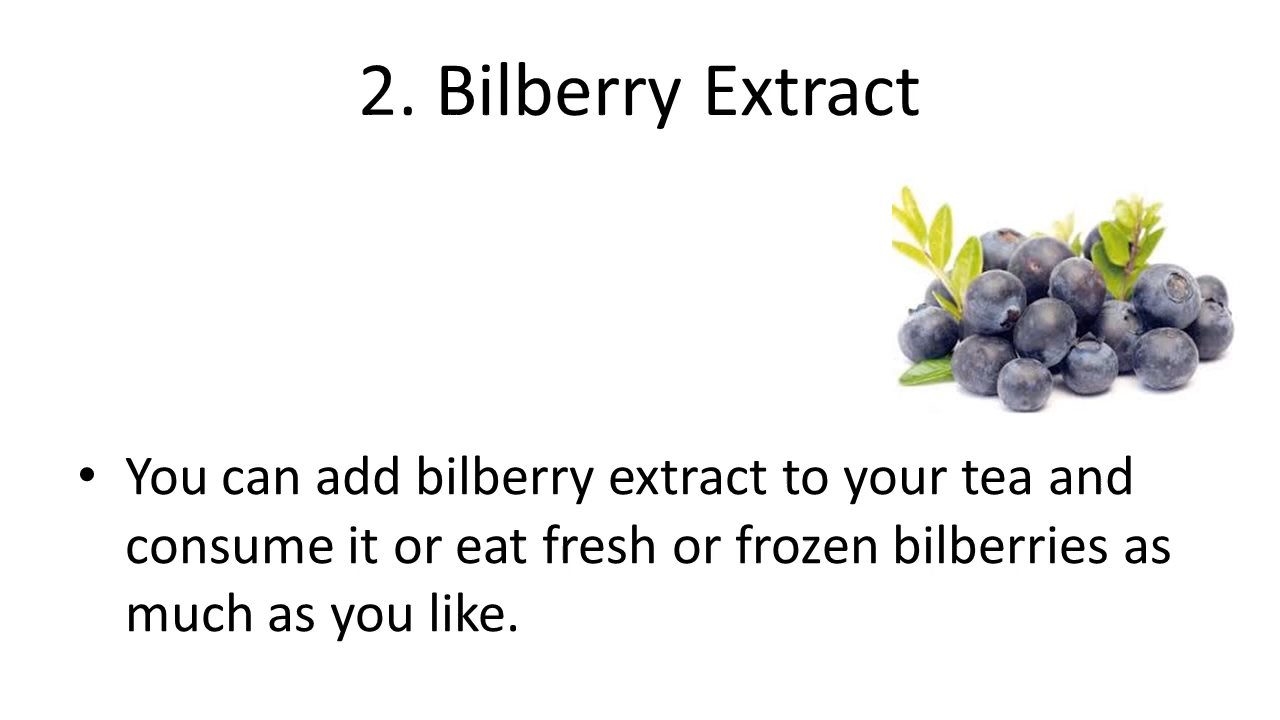 2. Bilberry Extract
• You can add bilberry extract to your tea and
consume it or eat fresh or frozen bilberries as
much as you like.